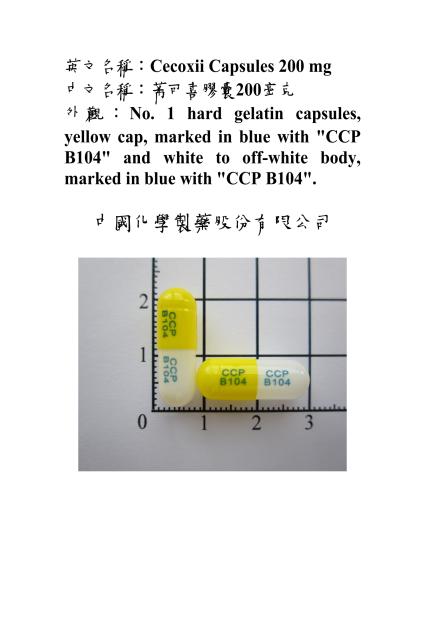 英文名稱：Cecoxii Capsules 200 mg
中文名稱：菁可喜膠囊200毫克
外觀：No. 1 hard gelatin capsules,
yellow cap, marked in blue with "CCP
B104" and white to off-white body,
marked in blue with "CCP B104".
中國化學製藥股份有限公司
2
CCP
B104
1
CCP
B104
CCP
B104
CCP
B104
0
1
2
3